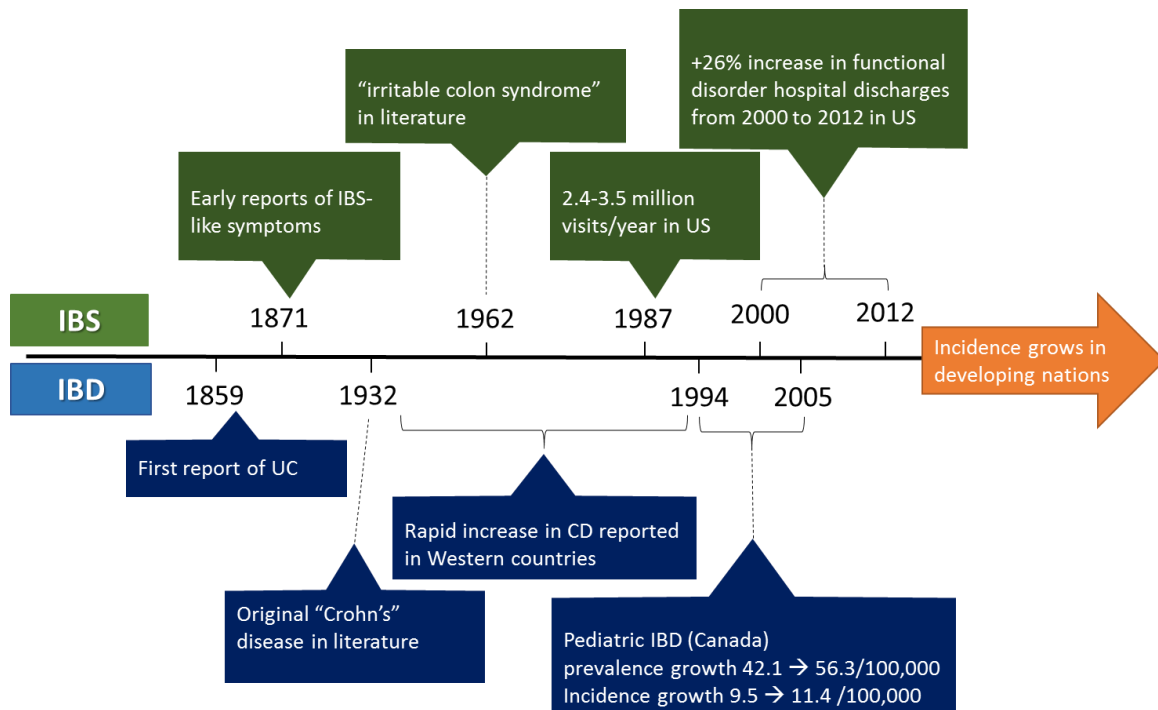 +26% increase in functional
disorder hospital discharges
from 2000 to 2012 in US
“irritable colon syndrome”
in literature
Early reports of IBS-
like symptoms
2.4-3.5 million
visits/year in US
IBS
1871
1962
1987
2000
2012
Incidence grows in
developing nations
IBD
1859
1932
1994
2005
First report of UC
Rapid increase in CD reported
in Western countries
Original “Crohn’s”
disease in literature
Pediatric IBD (Canada)
prevalence growth 42.1 → 56.3/100,000
Incidence growth 9.5 → 11.4 /100,000